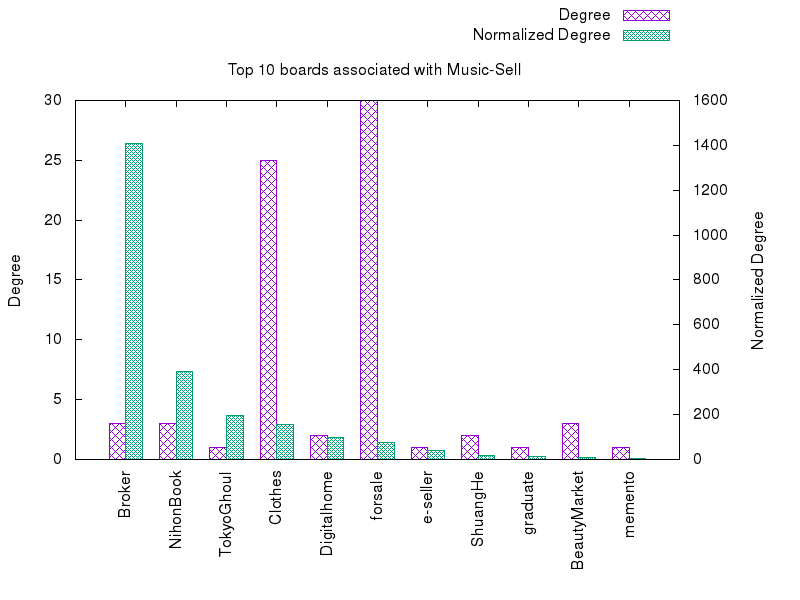 Degree
Normalized Degree
Top 10 boards associated with Music-Sell
30
25
20
15
10
5
0
Degree
1600
1400
1200
1000
800
600
400
200
0
Normalized Degree
Broker
NihonBook
TokyoGhoul
Clothes
Digitalhome
forsale
e-seller
ShuangHe
graduate
BeautyMarket
memento